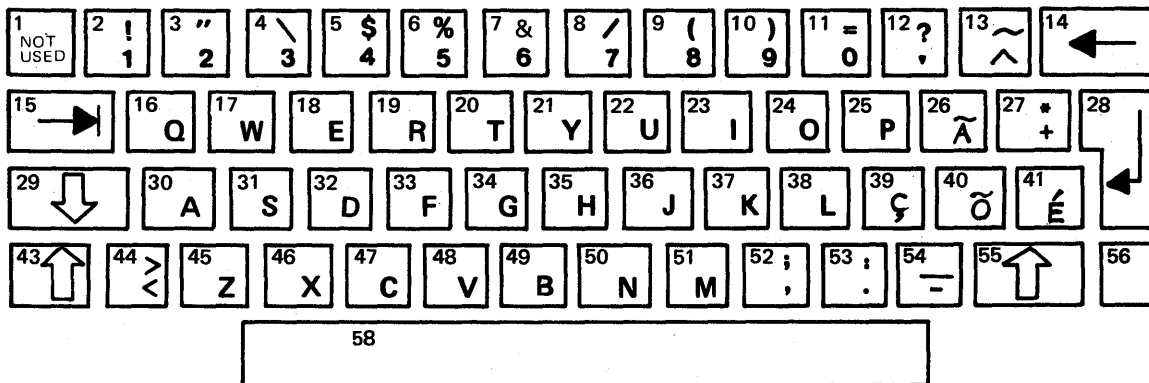 1 NOT USED 2 ! 1 3 " 2 4 \ 3 5 $ 4 6 % 5 7 & 6 8 / 7 9 ( 8 10 ) 9 11 = 0 12 ? ' 13 ~ ^ 14
15 16 Q 17 W 18 E 19 R 20 T 21 Y 22 U 23 I 24 O 25 P 26 Ã 27 * + 28
29 30 A 31 S 32 D 33 F 34 G 35 H 36 J 37 K 38 L 39 Ç 40 Õ 41 É
43 44 > < 45 Z 46 X 47 C 48 V 49 B 50 N 51 M 52 ; , 53 : . 54 _ - 55 56
58